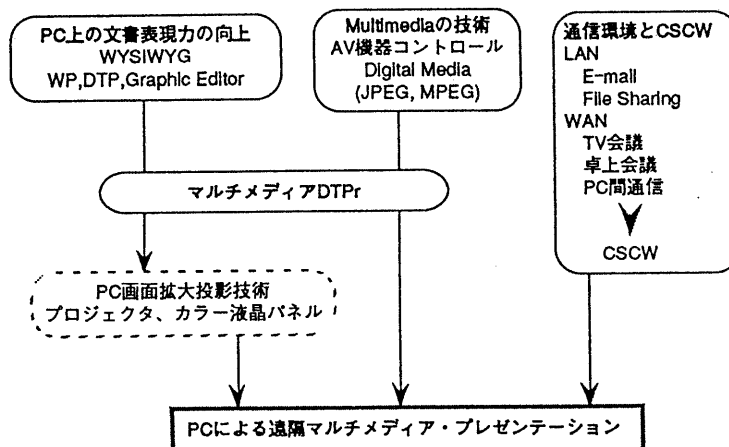 PC上の文書表現力の向上
WYSIWYG
WP,DTP,Graphic Editor
Multimediaの技術
AV機器コントロール
Digital Media
(JPEG, MPEG)
通信環境とCSCW
LAN
E-mail
File Sharing
WAN
TV会議
卓上会議
PC間通信
CSCW
マルチメディアDTPr
PC画面拡大投影技術
プロジェクタ、カラー液晶パネル
PCによる遠隔マルチメディア・プレゼンテーション